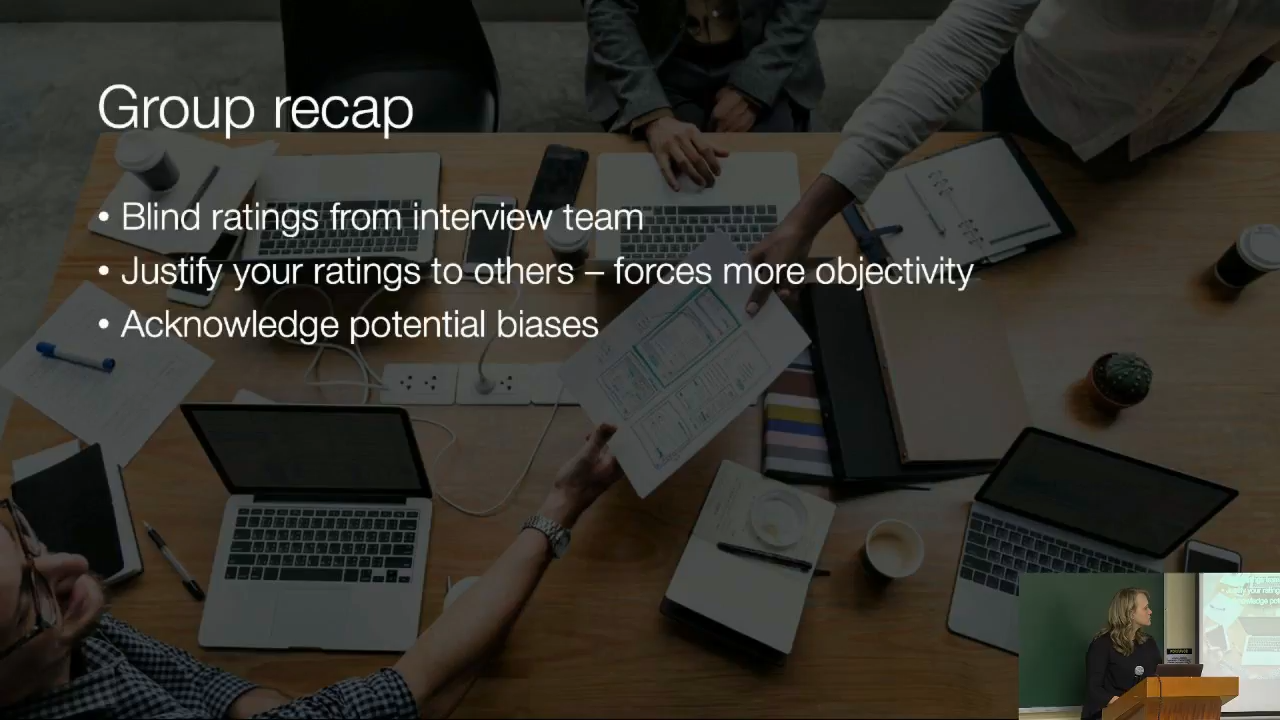 Group recap
• Blind ratings from interview team
• Justify your ratings to others – forces more objectivity
• Acknowledge potential biases